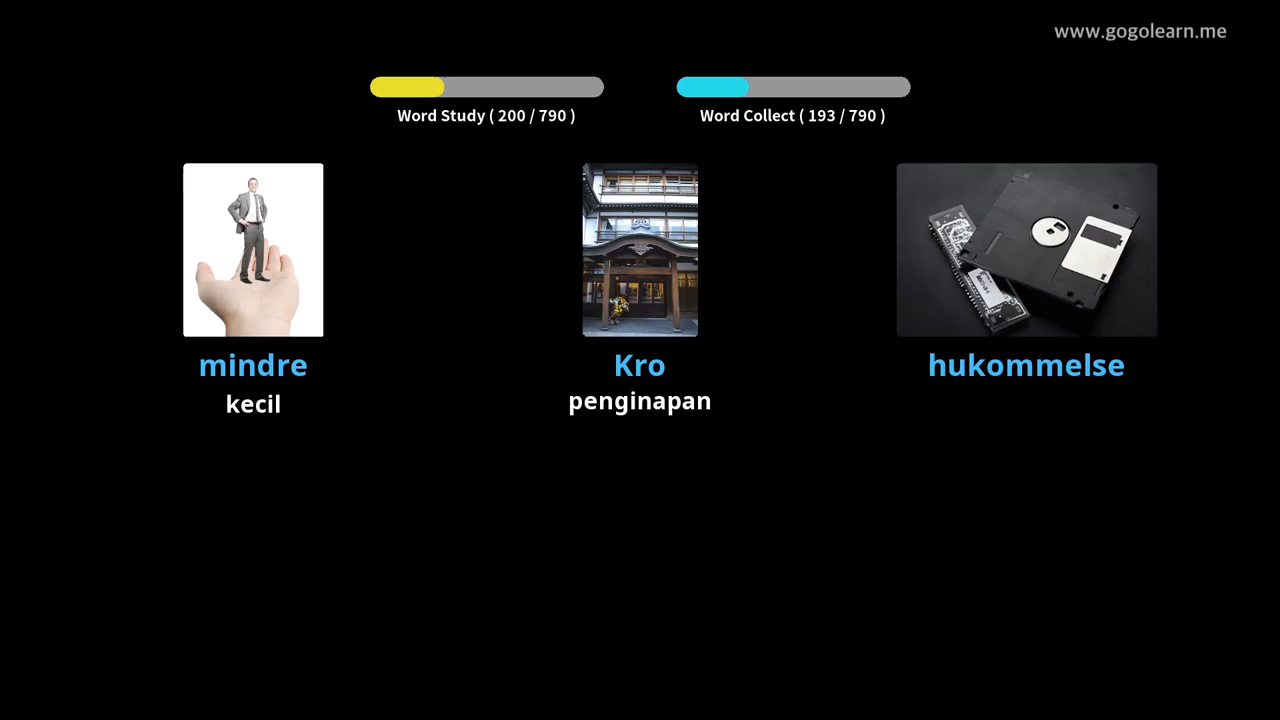 www.gogolearn.me
Word Study ( 200 / 790 )
Word Collect ( 193 / 790 )
mindre
kecil
Kro
penginapan
hukommelse